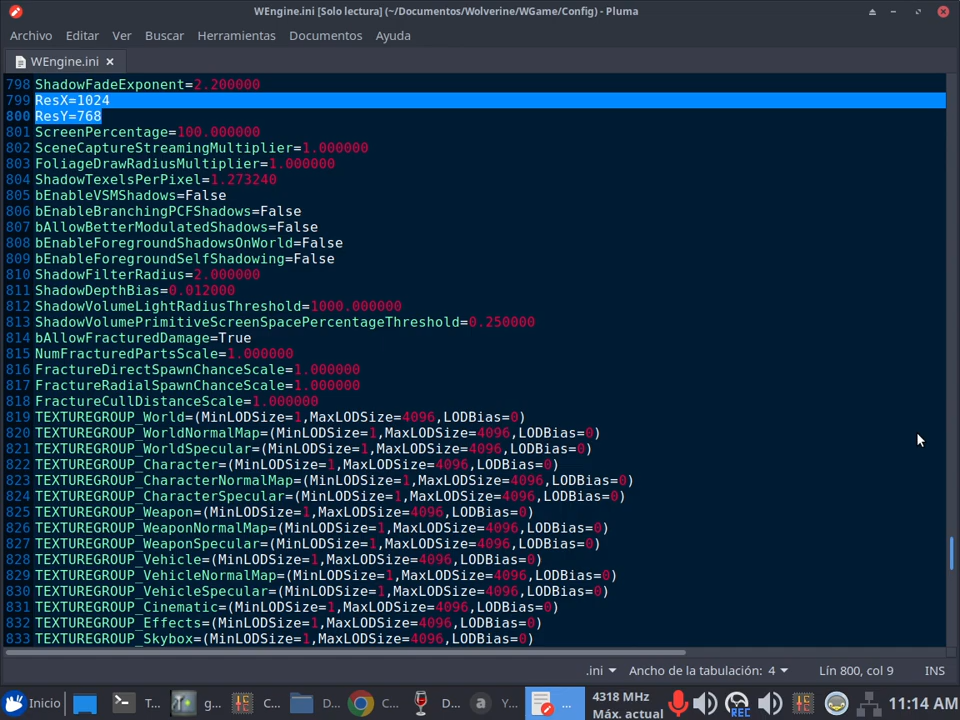 WEngine.ini [Solo lectura] (~/Documentos/Wolverine/WGame/Config) - Pluma
Archivo Editar Ver Buscar Herramientas Documentos Ayuda
WEngine.ini ×
798 ShadowFadeExponent=2.200000
799 ResX=1024
800 ResY=768
801 ScreenPercentage=100.000000
802 SceneCaptureStreamingMultiplier=1.000000
803 FoliageDrawRadiusMultiplier=1.000000
804 ShadowTexelsPerPixel=1.273240
805 bEnableVSMShadows=False
806 bEnableBranchingPCFShadows=False
807 bAllowBetterModulatedShadows=False
808 bEnableForegroundShadowsOnWorld=False
809 bEnableForegroundSelfShadowing=False
810 ShadowFilterRadius=2.000000
811 ShadowDepthBias=0.012000
812 ShadowVolumeLightRadiusThreshold=1000.000000
813 ShadowVolumePrimitiveScreenSpacePercentageThreshold=0.250000
814 bAllowFracturedDamage=True
815 NumFracturedPartsScale=1.000000
816 FractureDirectSpawnChanceScale=1.000000
817 FractureRadialSpawnChanceScale=1.000000
818 FractureCullDistanceScale=1.000000
819 TEXTUREGROUP_World=(MinLODSize=1,MaxLODSize=4096,LODBias=0)
820 TEXTUREGROUP_WorldNormalMap=(MinLODSize=1,MaxLODSize=4096,LODBias=0)
821 TEXTUREGROUP_WorldSpecular=(MinLODSize=1,MaxLODSize=4096,LODBias=0)
822 TEXTUREGROUP_Character=(MinLODSize=1,MaxLODSize=4096,LODBias=0)
823 TEXTUREGROUP_CharacterNormalMap=(MinLODSize=1,MaxLODSize=4096,LODBias=0)
824 TEXTUREGROUP_CharacterSpecular=(MinLODSize=1,MaxLODSize=4096,LODBias=0)
825 TEXTUREGROUP_Weapon=(MinLODSize=1,MaxLODSize=4096,LODBias=0)
826 TEXTUREGROUP_WeaponNormalMap=(MinLODSize=1,MaxLODSize=4096,LODBias=0)
827 TEXTUREGROUP_WeaponSpecular=(MinLODSize=1,MaxLODSize=4096,LODBias=0)
828 TEXTUREGROUP_Vehicle=(MinLODSize=1,MaxLODSize=4096,LODBias=0)
829 TEXTUREGROUP_VehicleNormalMap=(MinLODSize=1,MaxLODSize=4096,LODBias=0)
830 TEXTUREGROUP_VehicleSpecular=(MinLODSize=1,MaxLODSize=4096,LODBias=0)
831 TEXTUREGROUP_Cinematic=(MinLODSize=1,MaxLODSize=4096,LODBias=0)
832 TEXTUREGROUP_Effects=(MinLODSize=1,MaxLODSize=4096,LODBias=0)
833 TEXTUREGROUP_Skybox=(MinLODSize=1,MaxLODSize=4096,LODBias=0)
.ini Ancho de la tabulación: 4 Lín 800, col 9 INS
Inicio T... g... C... D... C... D... Y... ... 4318 MHz REC 11:14 AM
Máx. actual